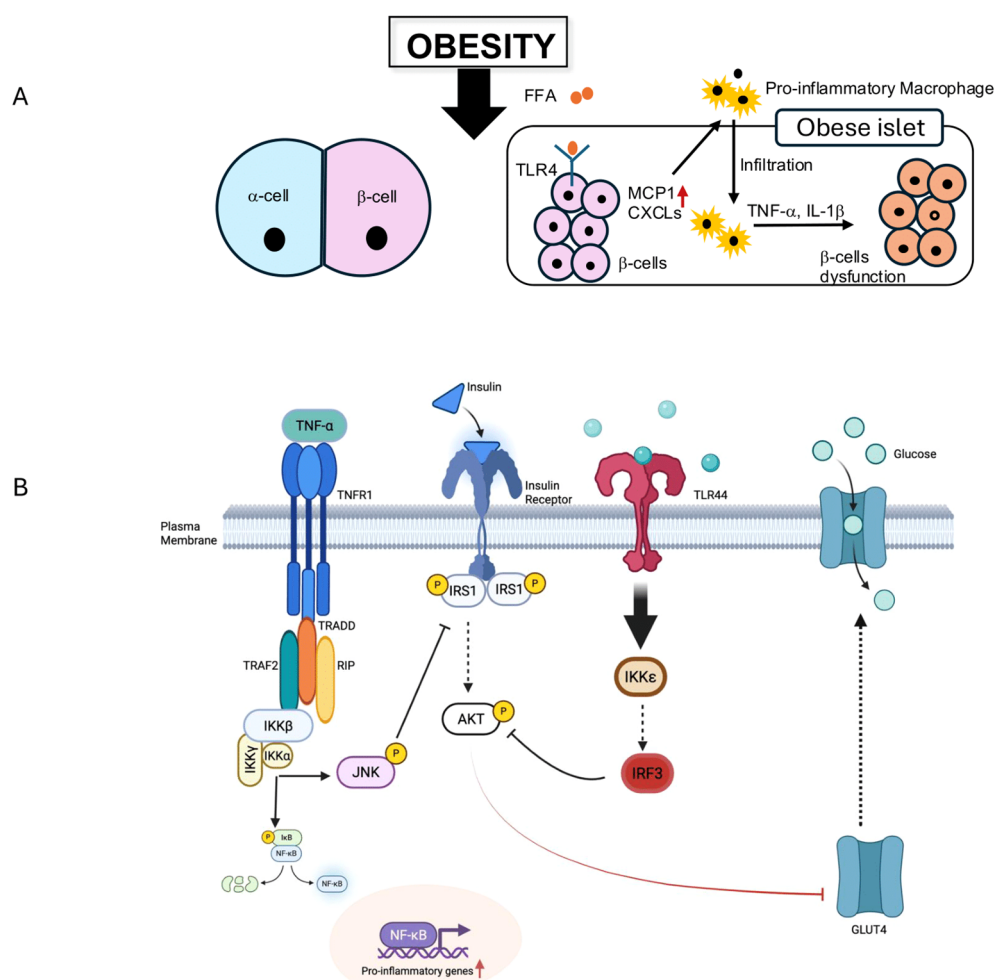 A
OBESITY
FFA
Pro-inflammatory Macrophage
Obese islet
α-cell
β-cell
TLR4
MCP1
CXCLs
Infiltration
TNF-α, IL-1β
β-cells
β-cells
dysfunction
B
Insulin
TNF-α
Glucose
TNFR1
Insulin
Receptor
TLR44
Plasma
Membrane
P
IRS1
IRS1
P
TRADD
TRAF2
RIP
IKKε
IKKβ
AKT
P
IKKγ
IKKα
P
JNK
IRF3
P
IκB
NF-κB
NF-κB
GLUT4
NF-κB
Pro-inflammatory genes